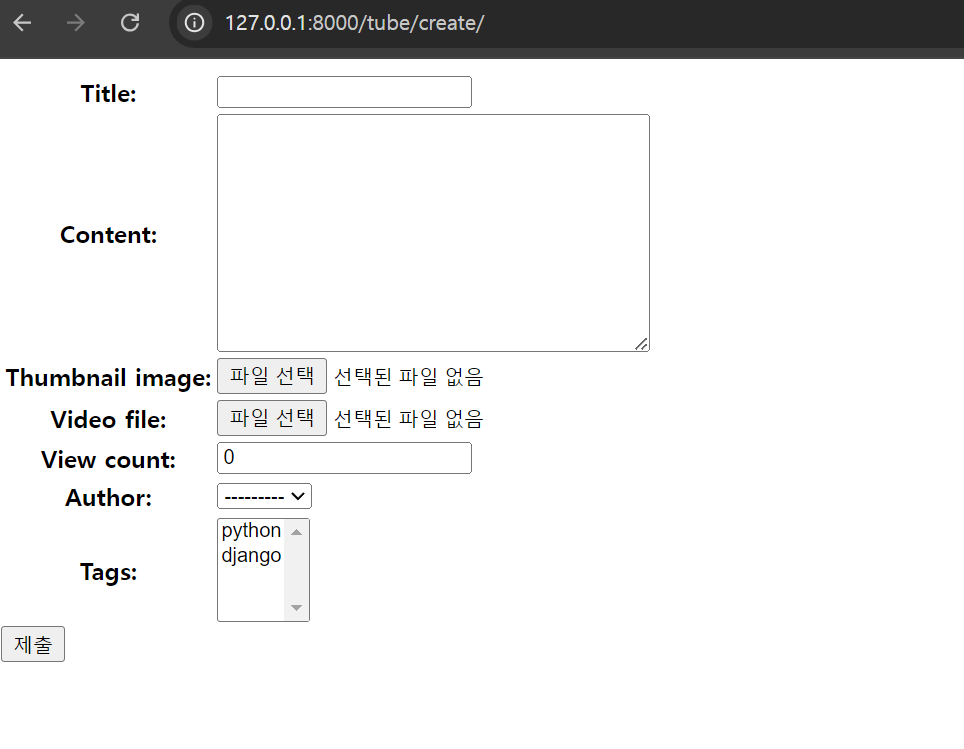 127.0.0.1:8000/tube/create/
Title:
Content:
Thumbnail image: 파일 선택 선택된 파일 없음
Video file: 파일 선택 선택된 파일 없음
View count: 0
Author: ---------
Tags: python
django
제출